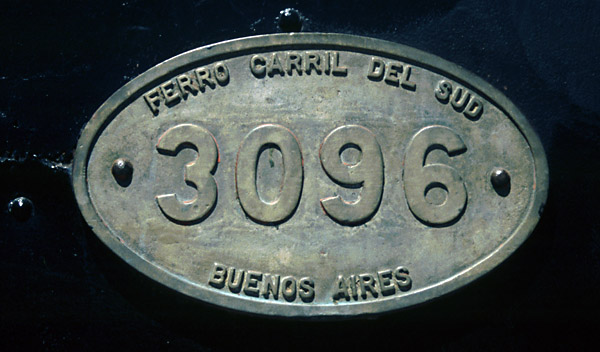 FERRO CARRIL DEL SUD
3096
BUENOS AIRES